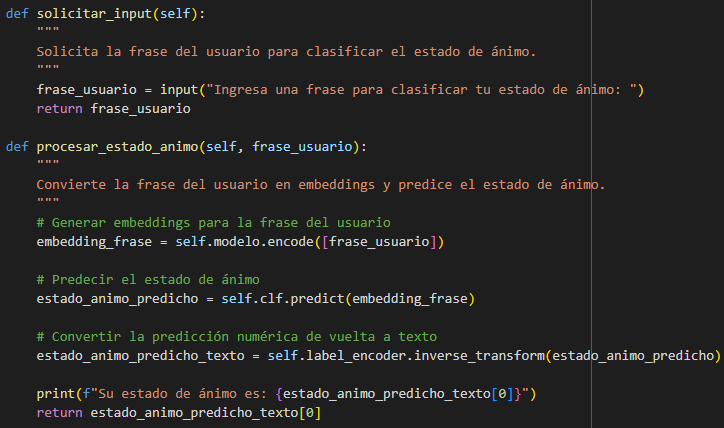 def solicitar_input(self):
    """
    Solicita la frase del usuario para clasificar el estado de ánimo.
    """
    frase_usuario = input("Ingresa una frase para clasificar tu estado de ánimo: ")
    return frase_usuario

def procesar_estado_animo(self, frase_usuario):
    """
    Convierte la frase del usuario en embeddings y predice el estado de ánimo.
    """
    # Generar embeddings para la frase del usuario
    embedding_frase = self.modelo.encode([frase_usuario])

    # Predecir el estado de ánimo
    estado_animo_predicho = self.clf.predict(embedding_frase)

    # Convertir la predicción numérica de vuelta a texto
    estado_animo_predicho_texto = self.label_encoder.inverse_transform(estado_animo_predicho)

    print(f"Su estado de ánimo es: {estado_animo_predicho_texto[0]}")
    return estado_animo_predicho_texto[0]